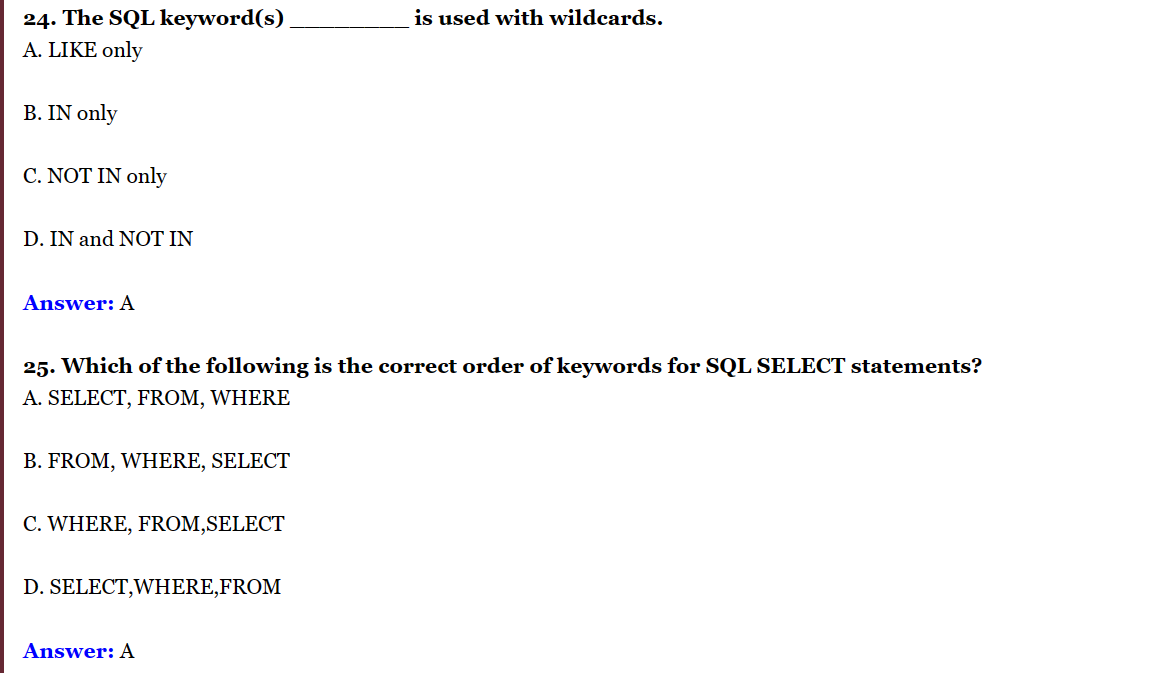 24. The SQL keyword(s) _________ is used with wildcards.
A. LIKE only
B. IN only
C. NOT IN only
D. IN and NOT IN
Answer: A
25. Which of the following is the correct order of keywords for SQL SELECT statements?
A. SELECT, FROM, WHERE
B. FROM, WHERE, SELECT
C. WHERE, FROM,SELECT
D. SELECT,WHERE,FROM
Answer: A